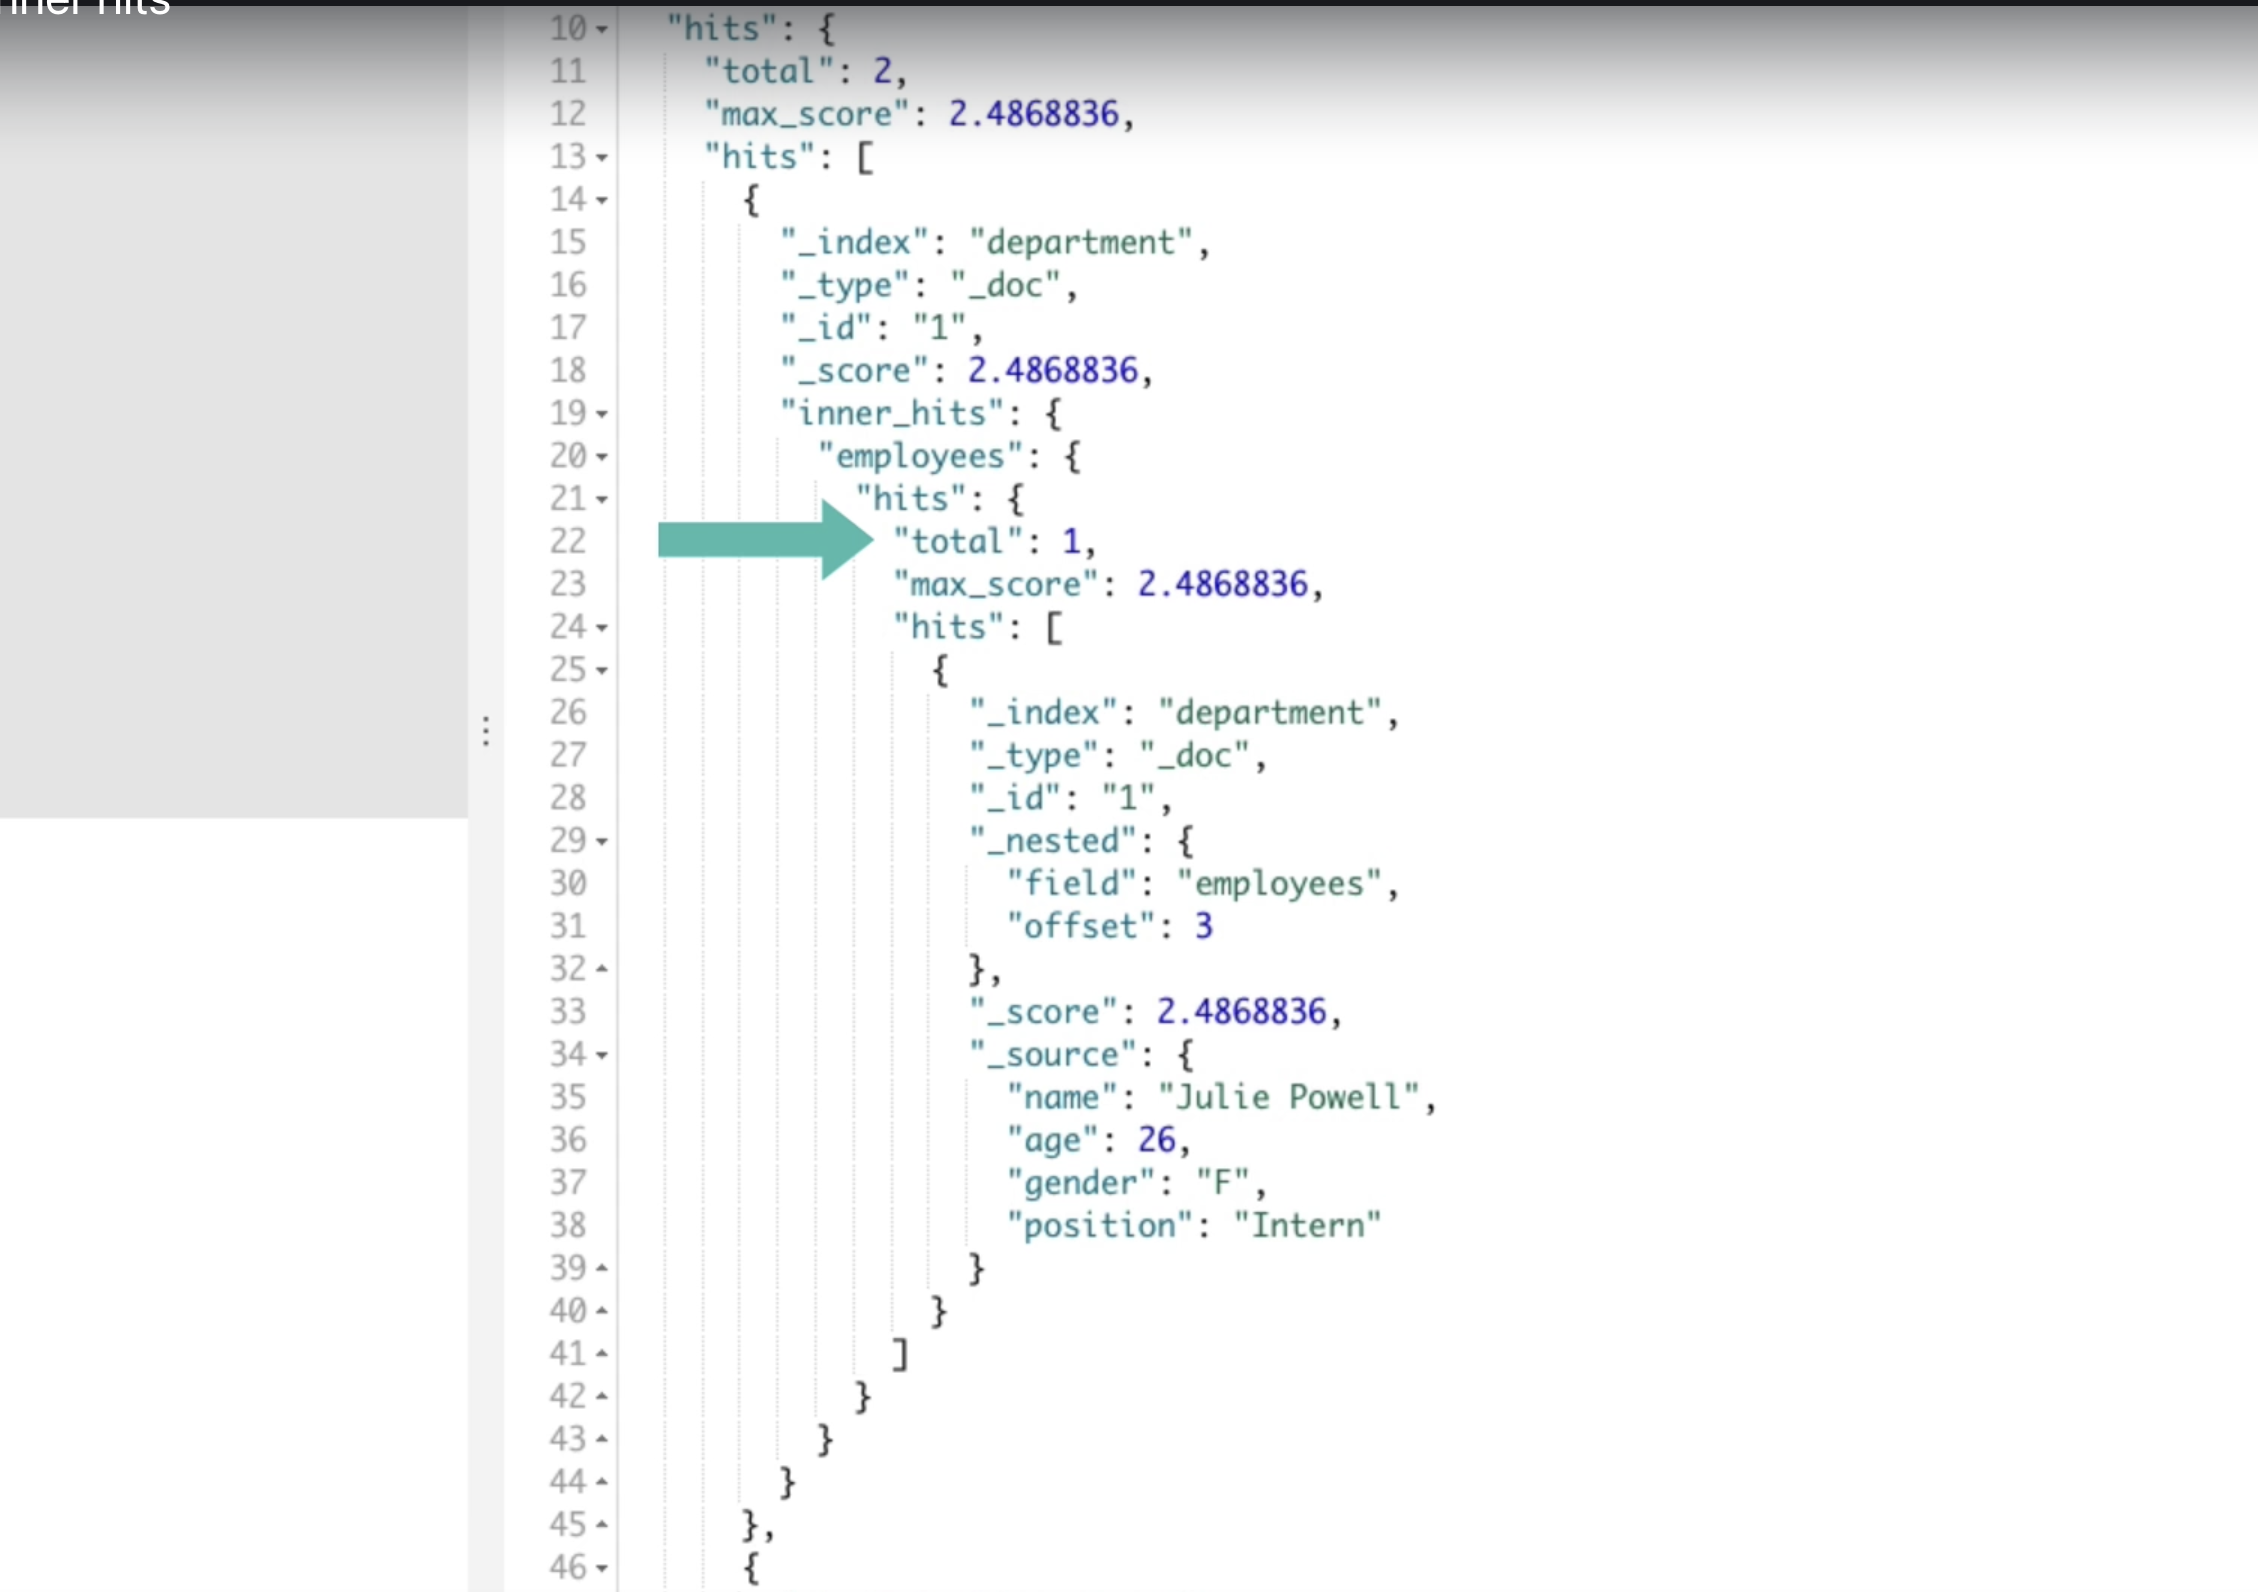 inner hits
10 "hits": {
11 "total": 2,
12 "max_score": 2.4868836,
13 "hits": [
14 {
15 "_index": "department",
16 "_type": "_doc",
17 "_id": "1",
18 "_score": 2.4868836,
19 "inner_hits": {
20 "employees": {
21 "hits": {
22 "total": 1,
23 "max_score": 2.4868836,
24 "hits": [
25 {
26 "_index": "department",
27 "_type": "_doc",
28 "_id": "1",
29 "_nested": {
30 "field": "employees",
31 "offset": 3
32 },
33 "_score": 2.4868836,
34 "_source": {
35 "name": "Julie Powell",
36 "age": 26,
37 "gender": "F",
38 "position": "Intern"
39 }
40 }
41 ]
42 }
43 }
44 }
45 },
46 {